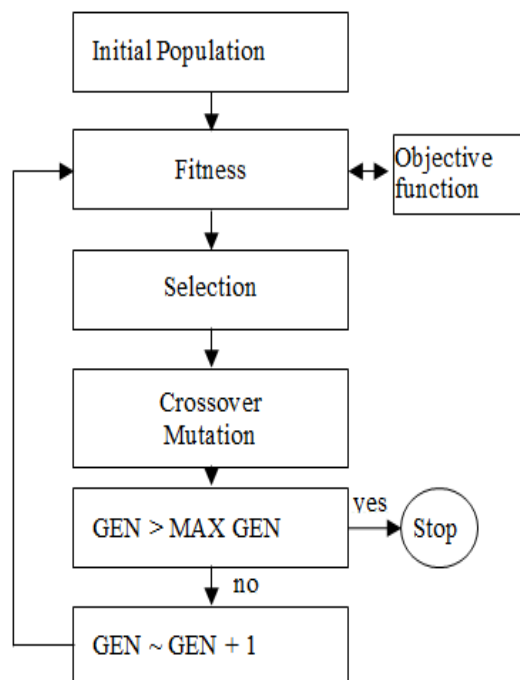 Initial Population
Fitness
Objective
function
Selection
Crossover
Mutation
GEN > MAX GEN
yes
Stop
no
GEN ~ GEN + 1